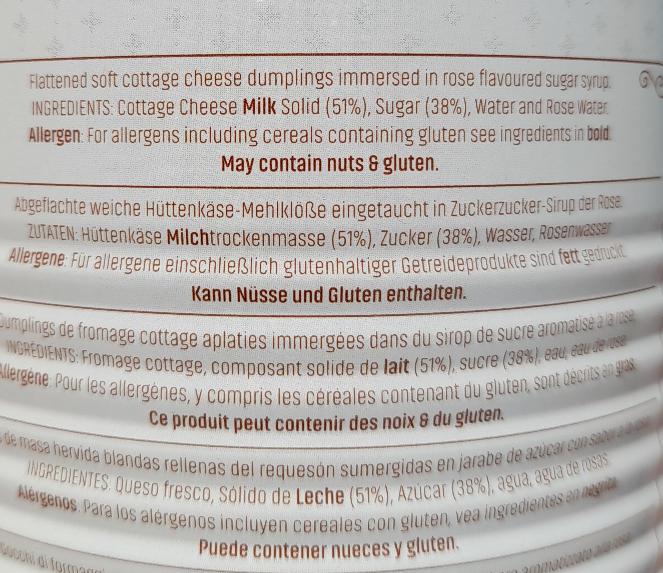 Flattened soft cottage cheese dumplings immersed in rose flavoured sugar syrup.
INGREDIENTS: Cottage Cheese Milk Solid (51%), Sugar (38%), Water and Rose Water.
Allergen: For allergens including cereals containing gluten see ingredients in bold.
May contain nuts & gluten.
Abgeflachte weiche Hüttenkäse-Mehlklöße eingetaucht in Zuckerzucker-Sirup der Rose.
ZUTATEN: Hüttenkäse Milchtrockenmasse (51%), Zucker (38%), Wasser, Rosenwasser
Allergene: Für allergene einschließlich glutenhaltiger Getreideprodukte sind fett gedruckt.
Kann Nüsse und Gluten enthalten.
Dumplings de fromage cottage aplaties immergées dans du sirop de sucre aromatisé à la rose.
INGRÉDIENTS: Fromage cottage, composant solide de lait (51%), sucre (38%), eau, eau de rose.
Allergène: Pour les allergènes, y compris les céréales contenant du gluten, sont décrits en gras.
Ce produit peut contenir des noix & du gluten.
de masa hervida blandas rellenas del requesón sumergidas en jarabe de azúcar con sabor a
INGREDIENTES: Queso fresco, Sólido de Leche (51%), Azúcar (38%), agua, agua de rosas
Alérgenos: Para los alérgenos incluyen cereales con gluten, vea ingredientes en negrita.
Puede contener nueces y gluten.
Gnocchi di aromatizzato alla rosa